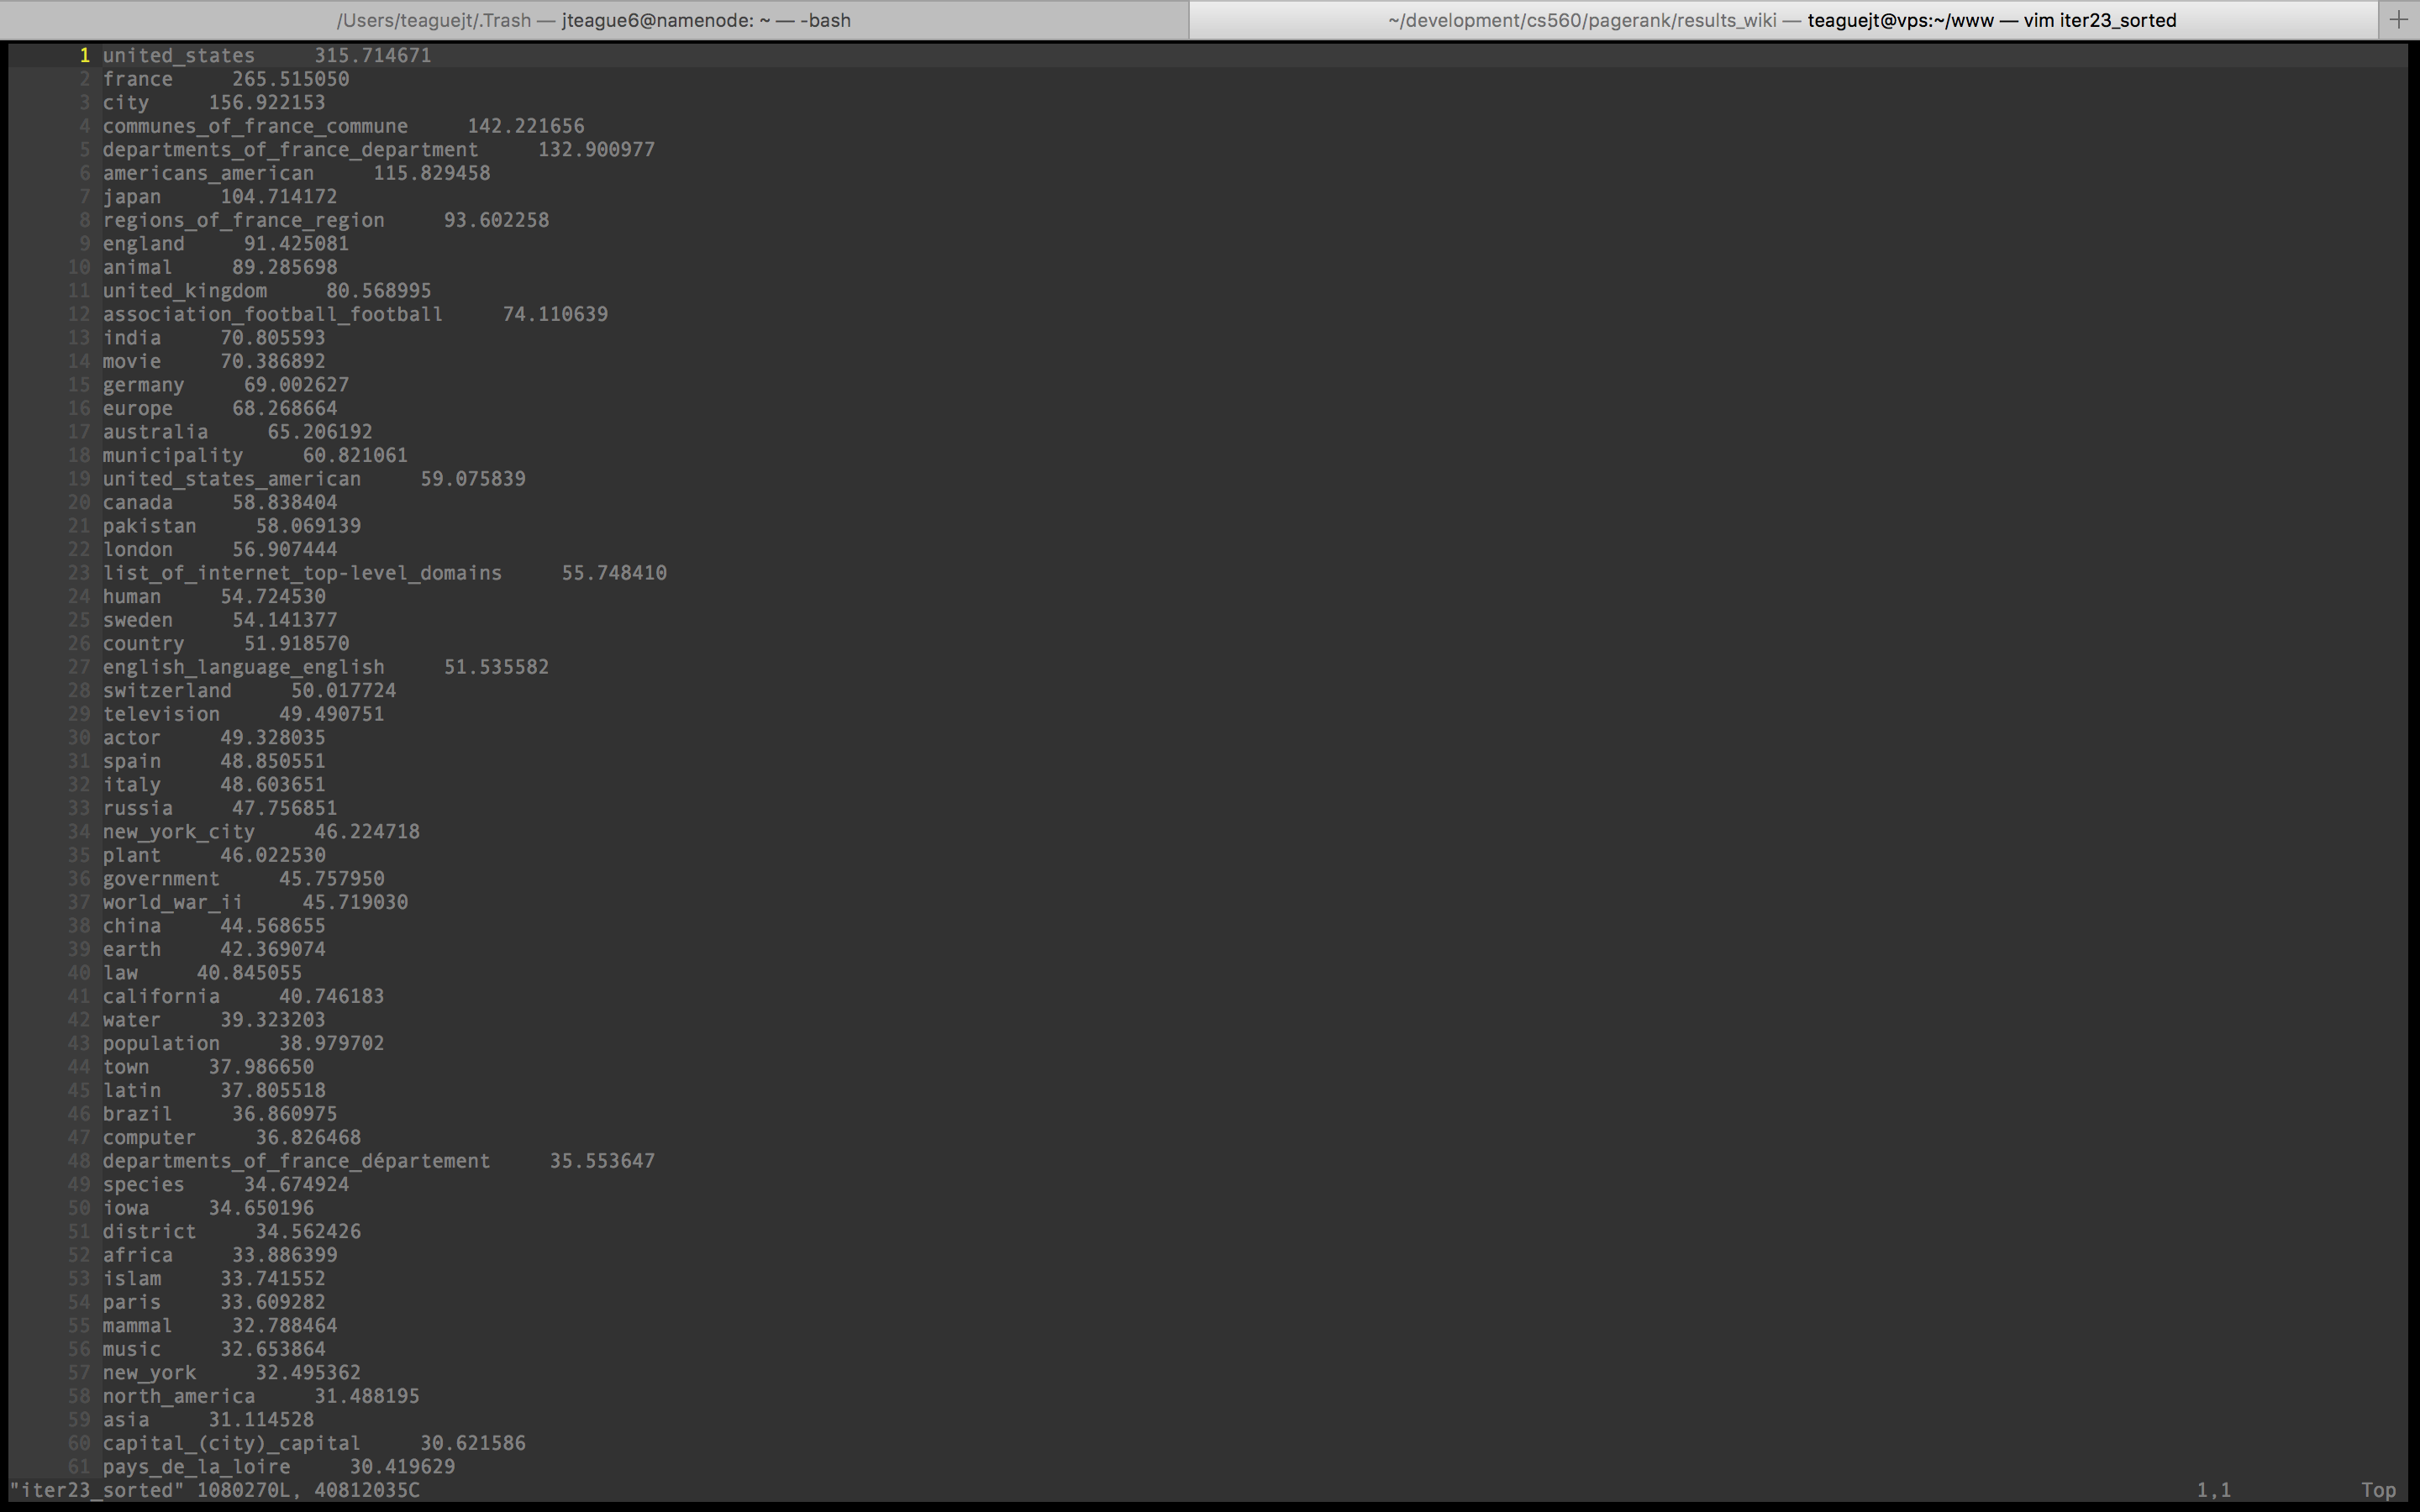 /Users/teaguejt/.Trash — jteague6@namenode: ~ — -bash
~/development/cs560/pagerank/results_wiki — teaguejt@vps:~/www — vim iter23_sorted
1 united_states 315.714671
2 france 265.515050
3 city 156.922153
4 communes_of_france_commune 142.221656
5 departments_of_france_department 132.900977
6 americans_american 115.829458
7 japan 104.714172
8 regions_of_france_region 93.602258
9 england 91.425081
10 animal 89.285698
11 united_kingdom 80.568995
12 association_football_football 74.110639
13 india 70.805593
14 movie 70.386892
15 germany 69.002627
16 europe 68.268664
17 australia 65.206192
18 municipality 60.821061
19 united_states_american 59.075839
20 canada 58.838404
21 pakistan 58.069139
22 london 56.907444
23 list_of_internet_top-level_domains 55.748410
24 human 54.724530
25 sweden 54.141377
26 country 51.918570
27 english_language_english 51.535582
28 switzerland 50.017724
29 television 49.490751
30 actor 49.328035
31 spain 48.850551
32 italy 48.603651
33 russia 47.756851
34 new_york_city 46.224718
35 plant 46.022530
36 government 45.757950
37 world_war_ii 45.719030
38 china 44.568655
39 earth 42.369074
40 law 40.845055
41 california 40.746183
42 water 39.323203
43 population 38.979702
44 town 37.986650
45 latin 37.805518
46 brazil 36.860975
47 computer 36.826468
48 departments_of_france_département 35.553647
49 species 34.674924
50 iowa 34.650196
51 district 34.562426
52 africa 33.886399
53 islam 33.741552
54 paris 33.609282
55 mammal 32.788464
56 music 32.653864
57 new_york 32.495362
58 north_america 31.488195
59 asia 31.114528
60 capital_(city)_capital 30.621586
61 pays_de_la_loire 30.419629
"iter23_sorted" 1080270L, 40812035C 1,1 Top